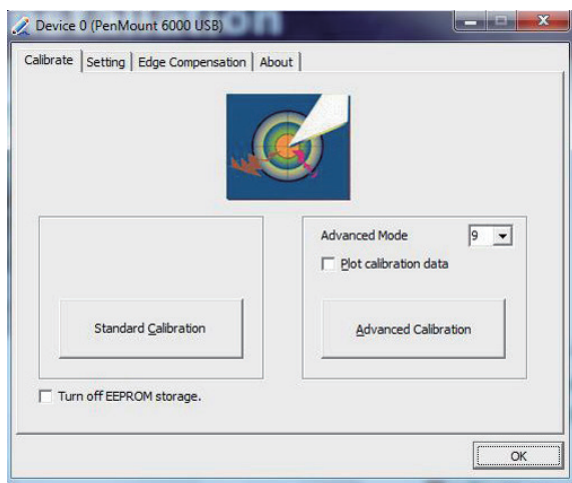 Device 0 (PenMount 6000 USB)
Calibrate Setting Edge Compensation About
Advanced Mode 9
Plot calibration data
Standard Calibration
Advanced Calibration
Turn off EEPROM storage.
OK